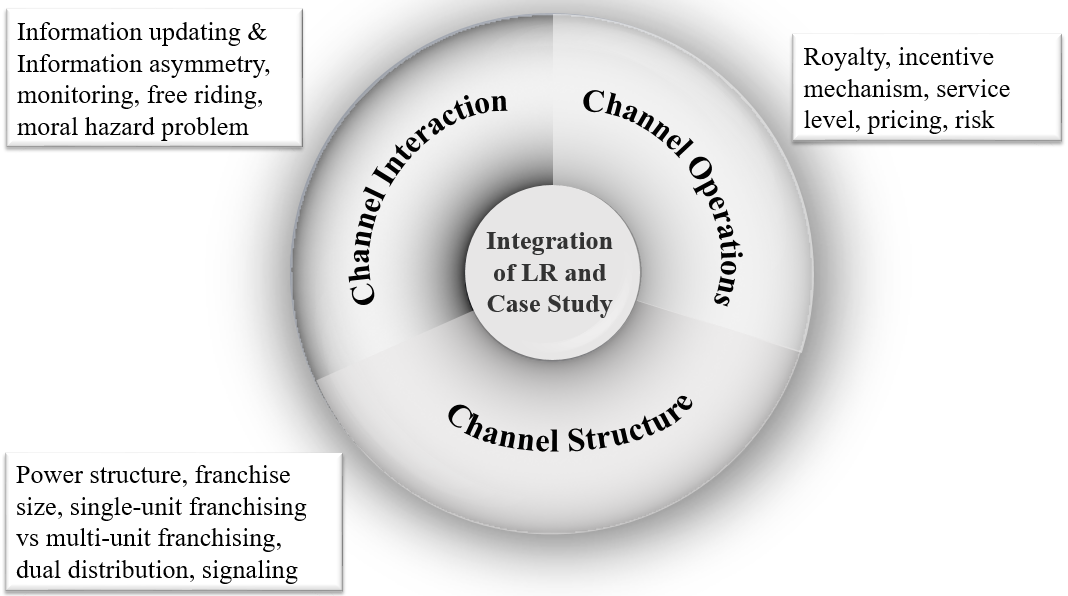 Information updating &
Information asymmetry,
monitoring, free riding,
moral hazard problem
Royalty, incentive
mechanism, service
level, pricing, risk
Channel Interaction
Channel Operations
Integration
of LR and
Case Study
Channel Structure
Power structure, franchise
size, single-unit franchising
vs multi-unit franchising,
dual distribution, signaling